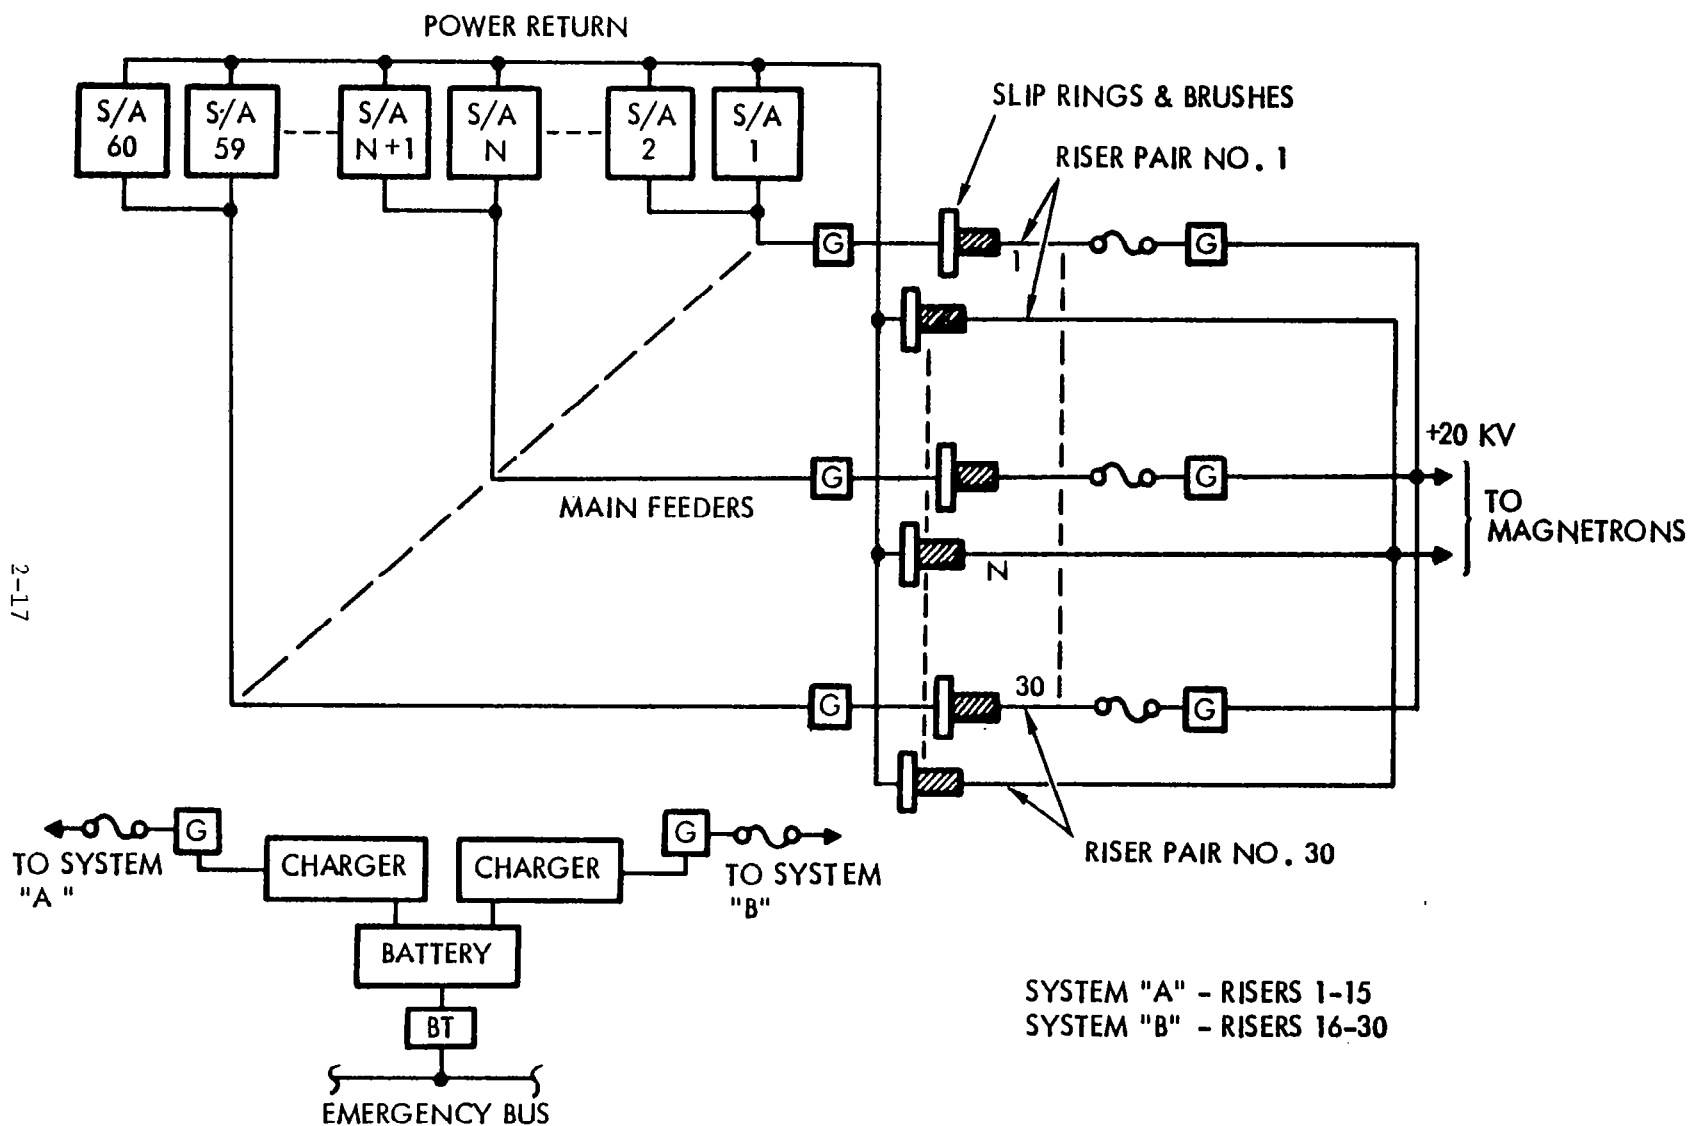 POWER RETURN
S/A
60
S/A
59
S/A
N+1
S/A
N
S/A
2
S/A
1
SLIP RINGS & BRUSHES
RISER PAIR NO. 1
G
1
G
+20 KV
G
G
MAIN FEEDERS
TO
MAGNETRONS
N
2-17
30
G
G
RISER PAIR NO. 30
G
CHARGER
CHARGER
G
TO SYSTEM
"A"
TO SYSTEM
"B"
BATTERY
BT
EMERGENCY BUS
SYSTEM "A" - RISERS 1-15
SYSTEM "B" - RISERS 16-30